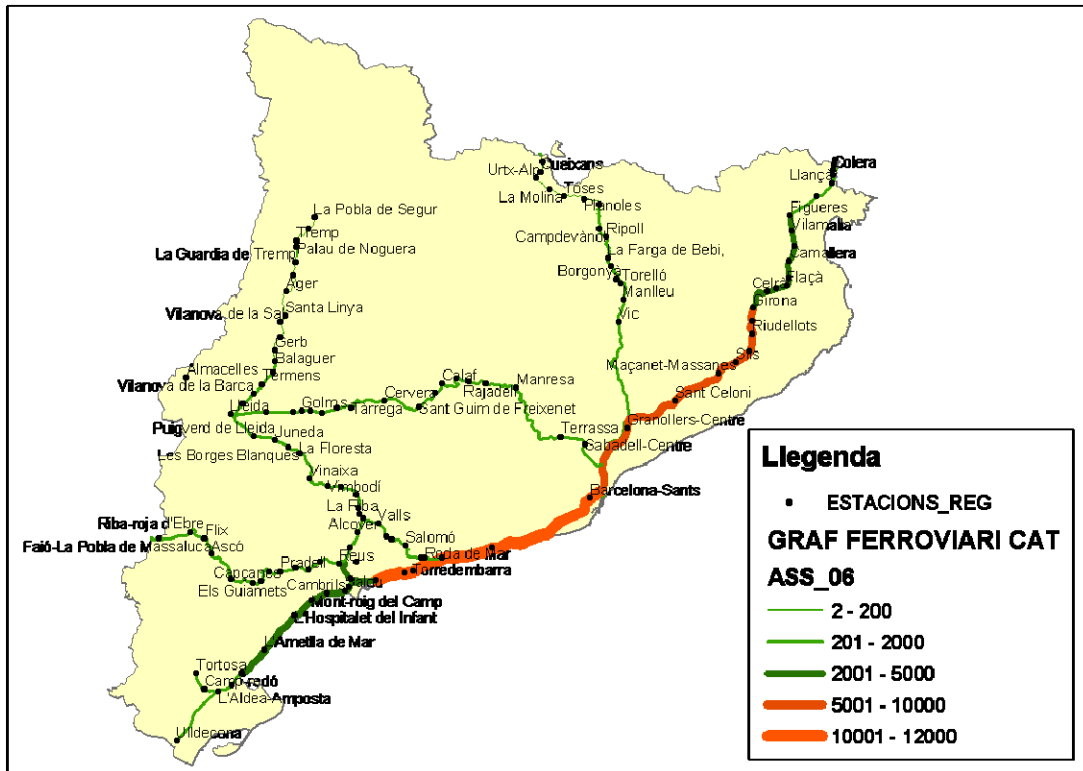 Queixans
Urtx-Alp
Colera
Llançà
La Molina
Toses
Planoles
La Pobla de Segur
Figueres
Vilamalla
Tremp
Palau de Noguera
Campdevànol
Ripoll
La Guardia de Tremp
La Farga de Bebi,
Camallera
Borgonyà
Torelló
Flaçà
Ager
Manlleu
Celrà
Girona
Vilanova de la Sal
Santa Linya
Vic
Riudellots
Gerb
Balaguer
Sils
Almacelles
Maçanet-Massanes
Vilanova de la Barca
Térmens
Calaf
Rajadell
Manresa
Cervera
Sant Celoni
Lleida
Golmés
Tàrrega
Sant Guim de Freixenet
Granollers-Centre
Puigverd de Lleida
Juneda
Terrassa
Sabadell-Centre
Les Borges Blanques
La Floresta
Vinaixa
Vimbodí
Barcelona-Sants
La Riba
Riba-roja d'Ebre
Flix
Alcover
Valls
Salomó
Faió-La Pobla de Massaluca
Ascó
Reus
Roda de Mar
Capçanes
Pradell
Torredembarra
Els Guiamets
Cambrils
Salou
Mont-roig del Camp
L'Hospitalet del Infant
L'Ametlla de Mar
Tortosa
Camp-redó
L'Aldea-Amposta
Ulldecona
Llegenda
ESTACIONS_REG
GRAF FERROVIARI CAT
ASS_06
2 - 200
201 - 2000
2001 - 5000
5001 - 10000
10001 - 12000